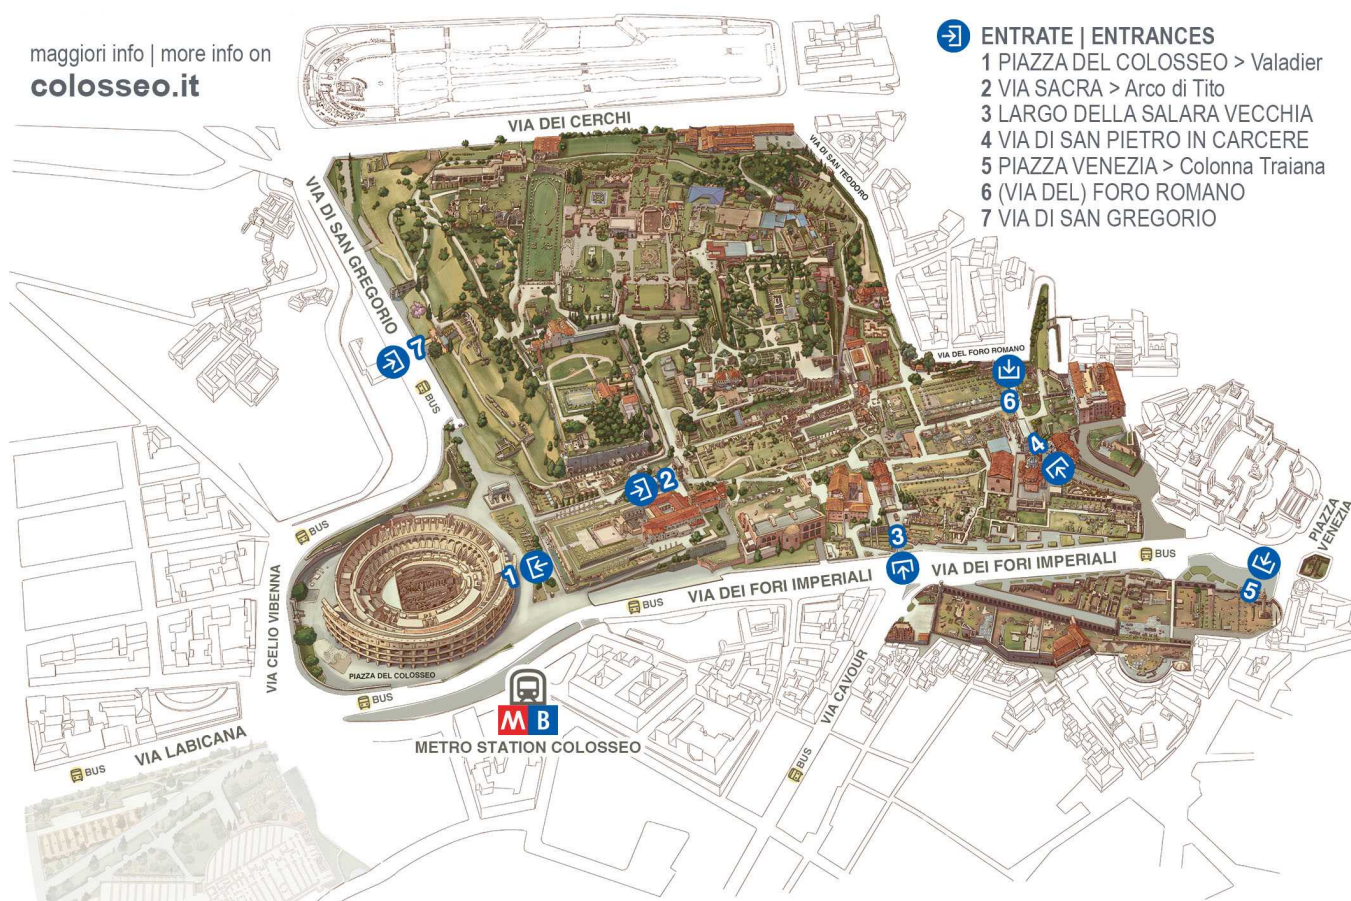 maggiori info | more info on
colosseo.it
ENTRATE | ENTRANCES
1 PIAZZA DEL COLOSSEO > Valadier
2 VIA SACRA > Arco di Tito
3 LARGO DELLA SALARA VECCHIA
4 VIA DI SAN PIETRO IN CARCERE
5 PIAZZA VENEZIA > Colonna Traiana
6 (VIA DEL) FORO ROMANO
7 VIA DI SAN GREGORIO
VIA DEI CERCHI
VIA DI SAN TEODORO
VIA DI SAN GREGORIO
7
BUS
VIA DEL FORO ROMANO
6
4
2
PIAZZA
VENEZIA
BUS
3
1
BUS
5
VIA DEI FORI IMPERIALI
VIA DEI FORI IMPERIALI
BUS
VIA CELIO VIBENNA
PIAZZA DEL COLOSSEO
BUS
VIA CAVOUR
M B
METRO STATION COLOSSEO
VIA LABICANA
BUS
BUS